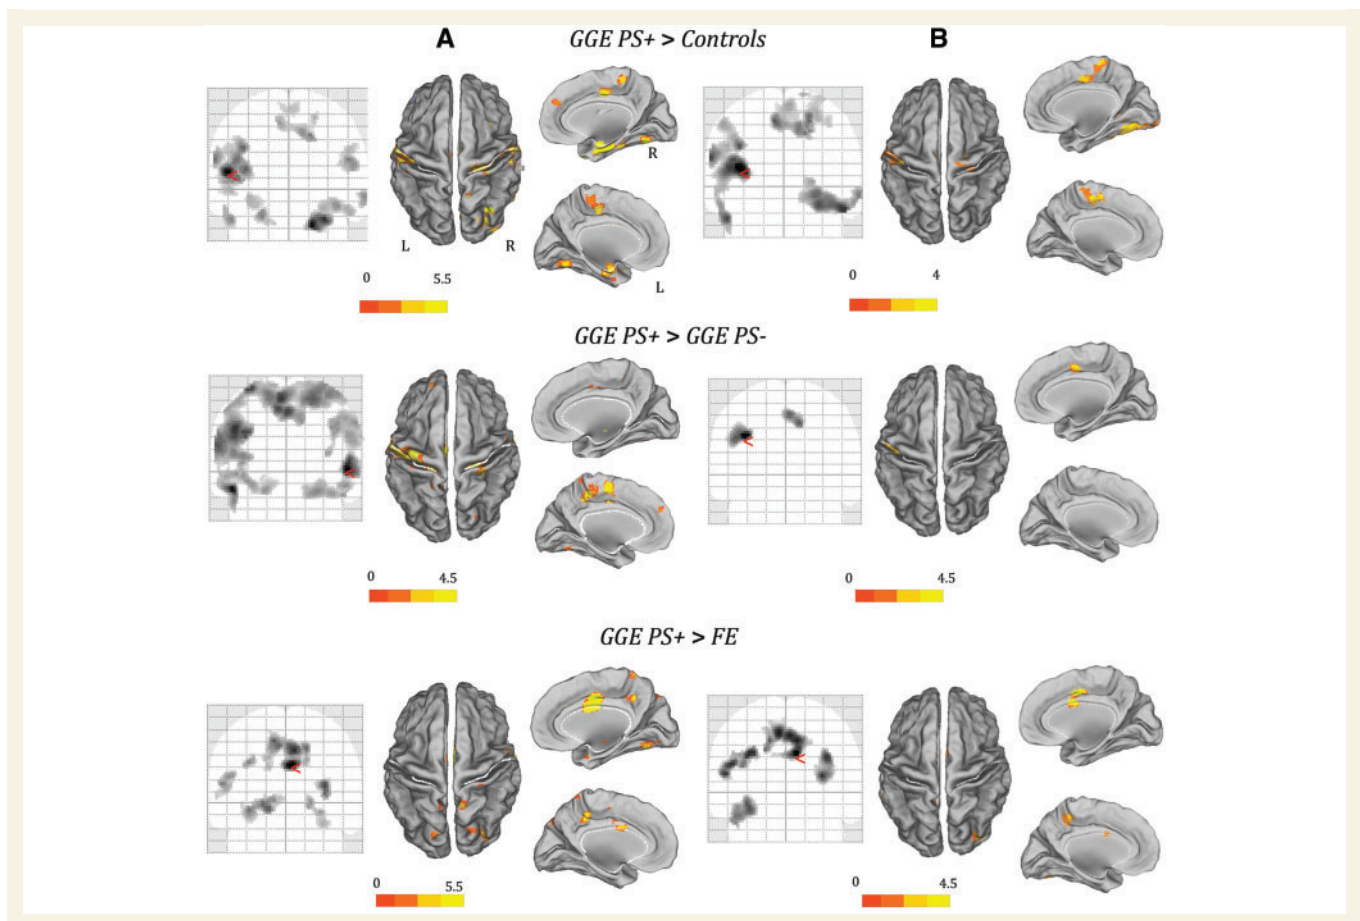 A
GGE PS+ > Controls
B
R
L R
L
0 5.5
0 4
GGE PS+ > GGE PS-
0 4.5
0 4.5
GGE PS+ > FE
0 5.5
0 4.5